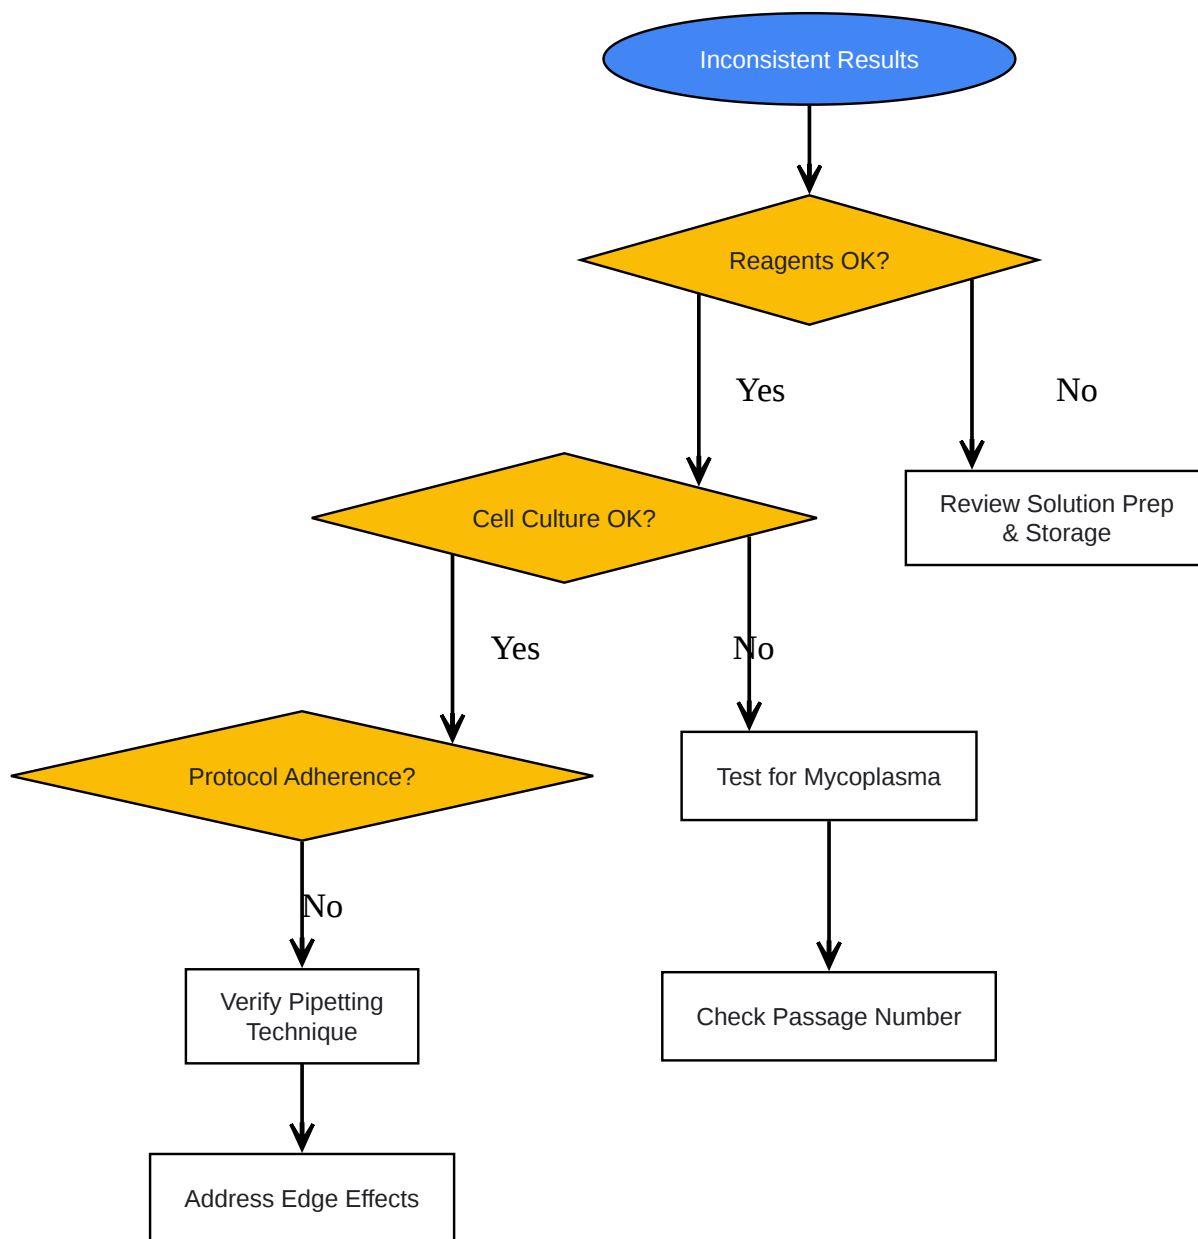 Inconsistent Results
Reagents OK?
Yes
No
Review Solution Prep
& Storage
Cell Culture OK?
Yes
No
Protocol Adherence?
Test for Mycoplasma
No
Verify Pipetting
Technique
Check Passage Number
Address Edge Effects